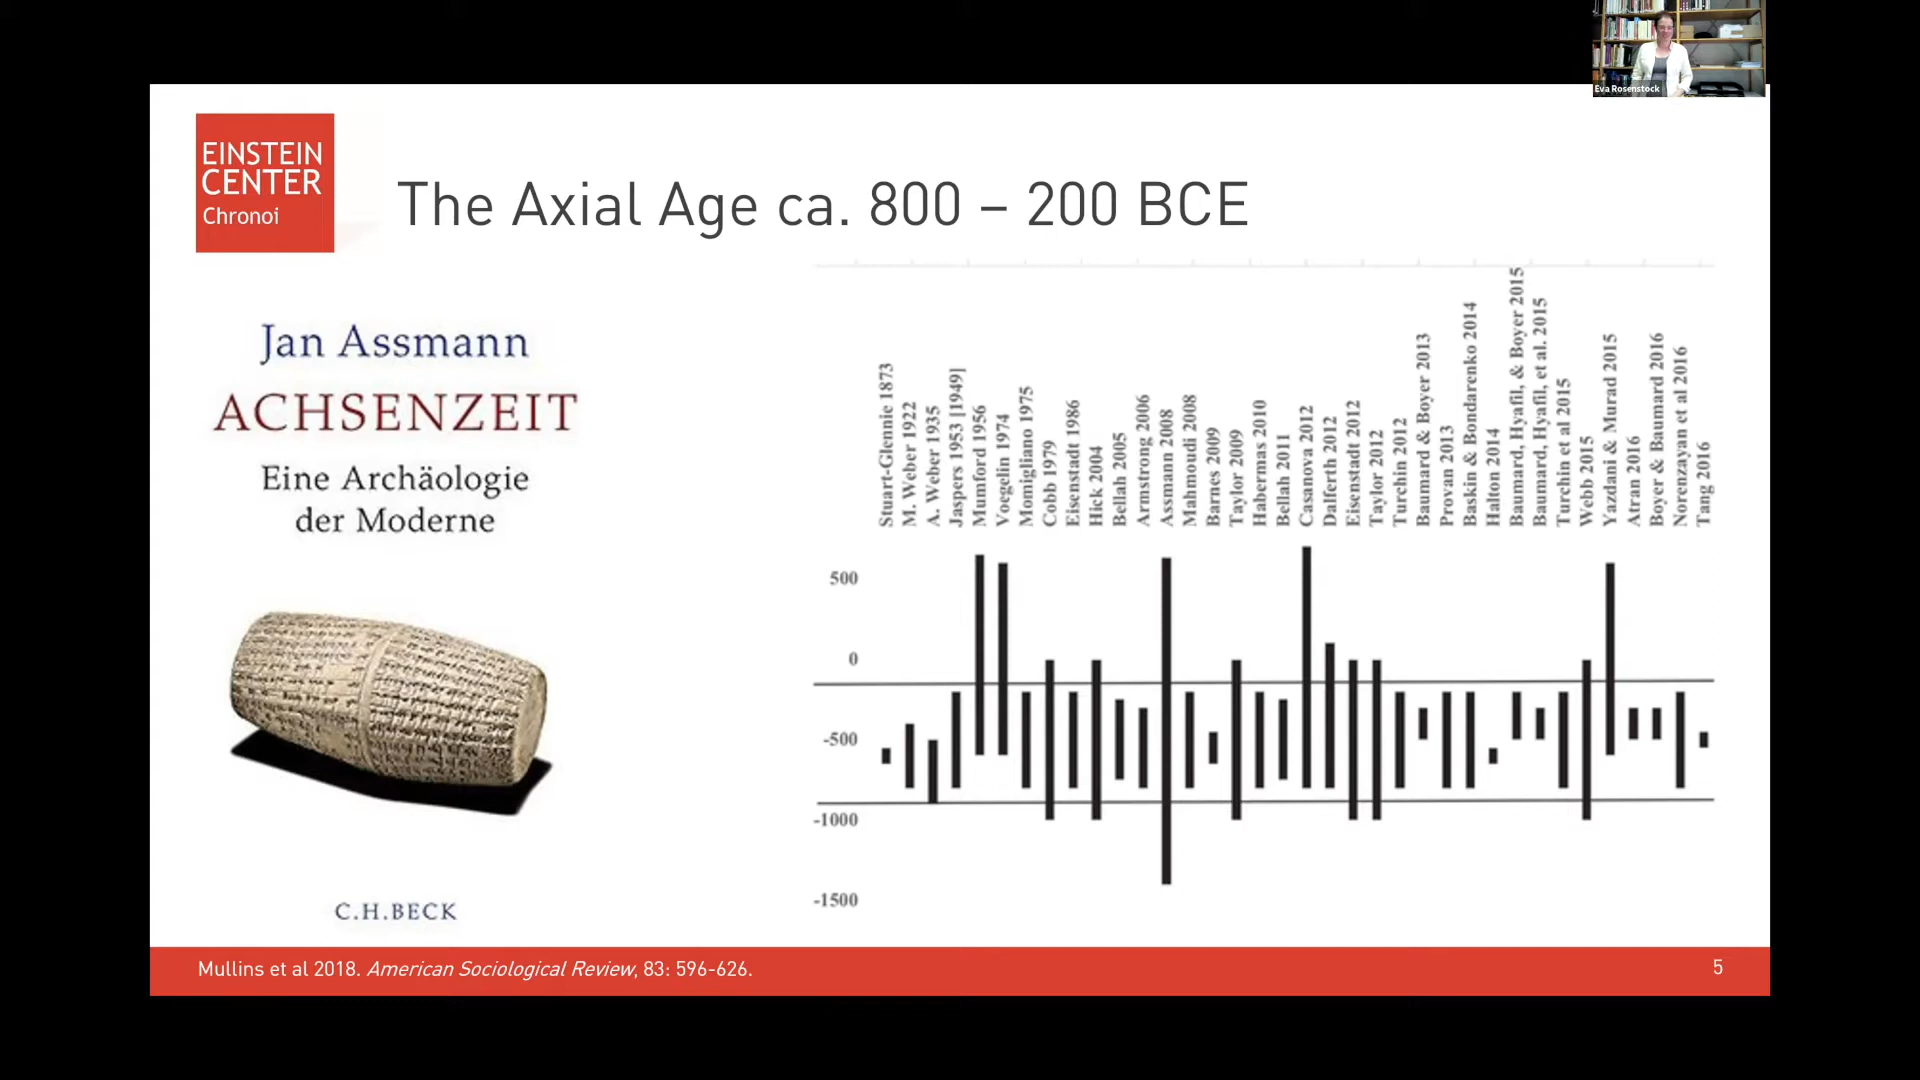 Eva Rosenstock
EINSTEIN
CENTER
Chronoi
The Axial Age ca. 800 – 200 BCE
Jan Assmann
ACHSENZEIT
Eine Archäologie
der Moderne
C.H.BECK
Stuart-Glennie 1873
M. Weber 1922
A. Weber 1935
Jaspers 1953 [1949]
Mumford 1956
Voegelin 1974
Momigliano 1975
Cobb 1979
Eisenstadt 1986
Hick 2004
Bellah 2005
Armstrong 2006
Assmann 2008
Mahmoudi 2008
Barnes 2009
Taylor 2009
Habermas 2010
Bellah 2011
Casanova 2012
Dalferth 2012
Eisenstadt 2012
Taylor 2012
Turchin 2012
Baumard & Boyer 2013
Provan 2013
Baskin & Bondarenko 2014
Halton 2014
Baumard, Hyafil, & Boyer 2015
Baumard, Hyafil, et al. 2015
Turchin et al 2015
Webb 2015
Yazdani & Murad 2015
Atran 2016
Boyer & Baumard 2016
Norenzayan et al 2016
Tang 2016
500
0
-500
-1000
-1500
Mullins et al 2018. American Sociological Review, 83: 596-626.
5